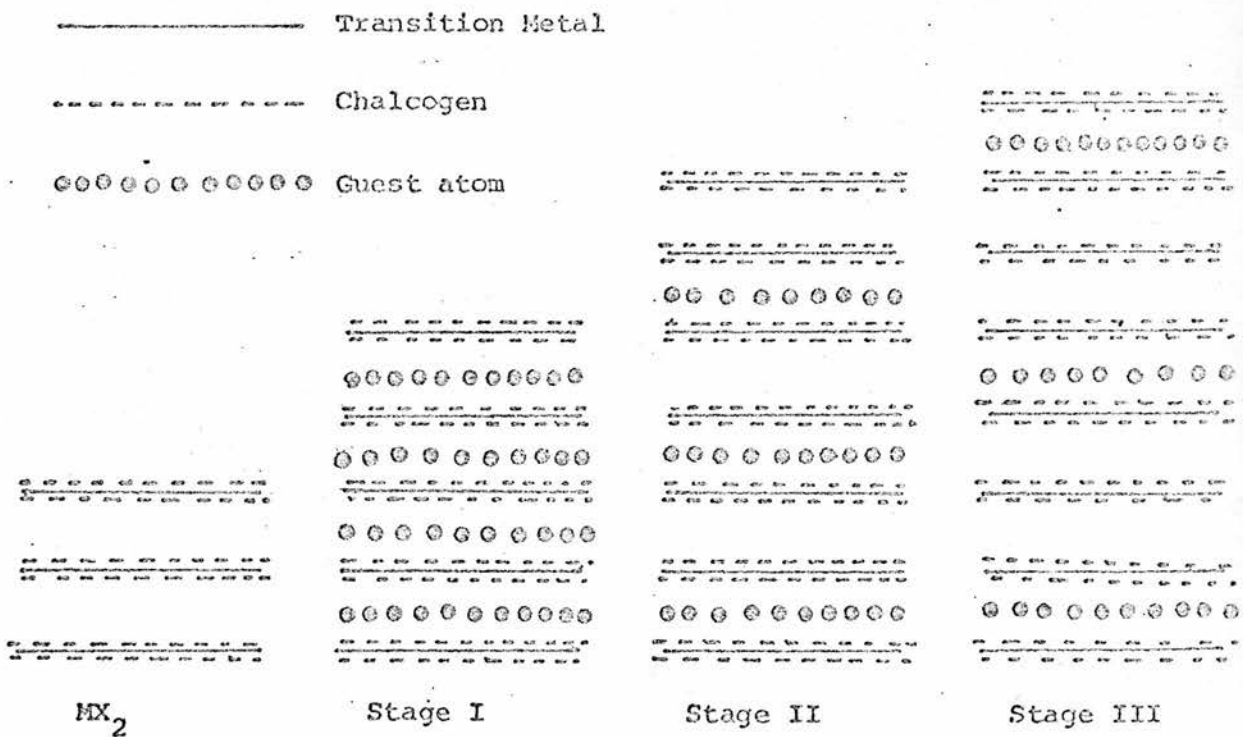 Transition Metal
Chalcogen
Guest atom
MX2
Stage I
Stage II
Stage III